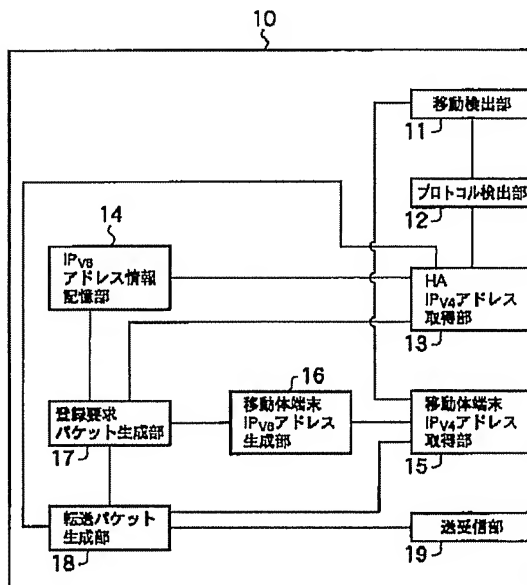 10
移動検出部
11
プロトコル検出部
12
14
IPV6
アドレス情報
記憶部
HA
IPV4アドレス
取得部
13
16
登録要求
パケット生成部
17
移動体端末
IPV6アドレス
生成部
移動体端末
IPV4アドレス
取得部
15
転送パケット
生成部
18
送受信部
19